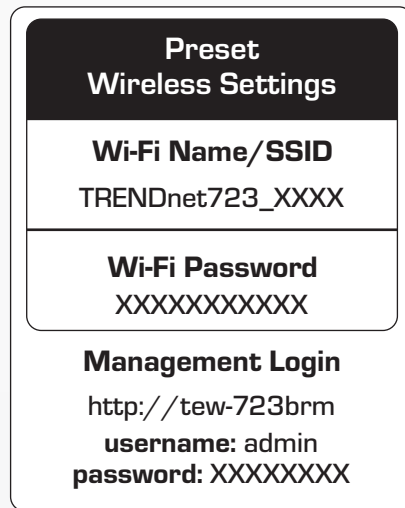 Preset
Wireless Settings
Wi-Fi Name/SSID
TRENDnet723_XXXX
Wi-Fi Password
XXXXXXXXXXX
Management Login
http://tew-723brm
username: admin
password: XXXXXXXX